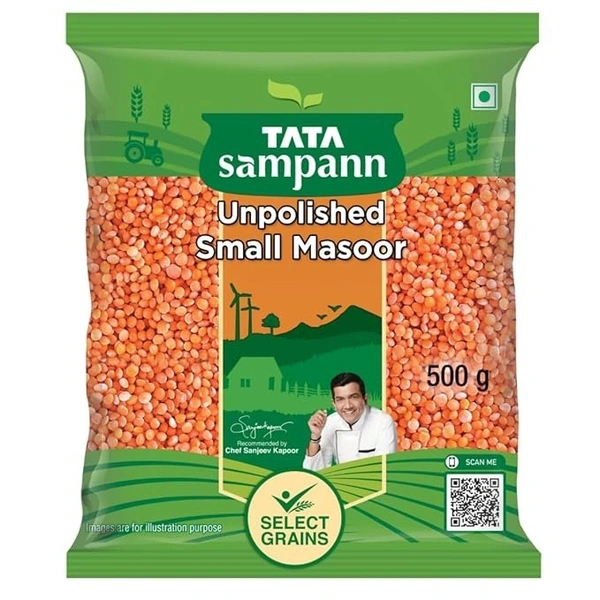 TATA
sampann
Unpolished
Small Masoor
500 g
Recommended by
Chef Sanjeev Kapoor
SCAN ME
Images are for illustration purpose
SELECT
GRAINS